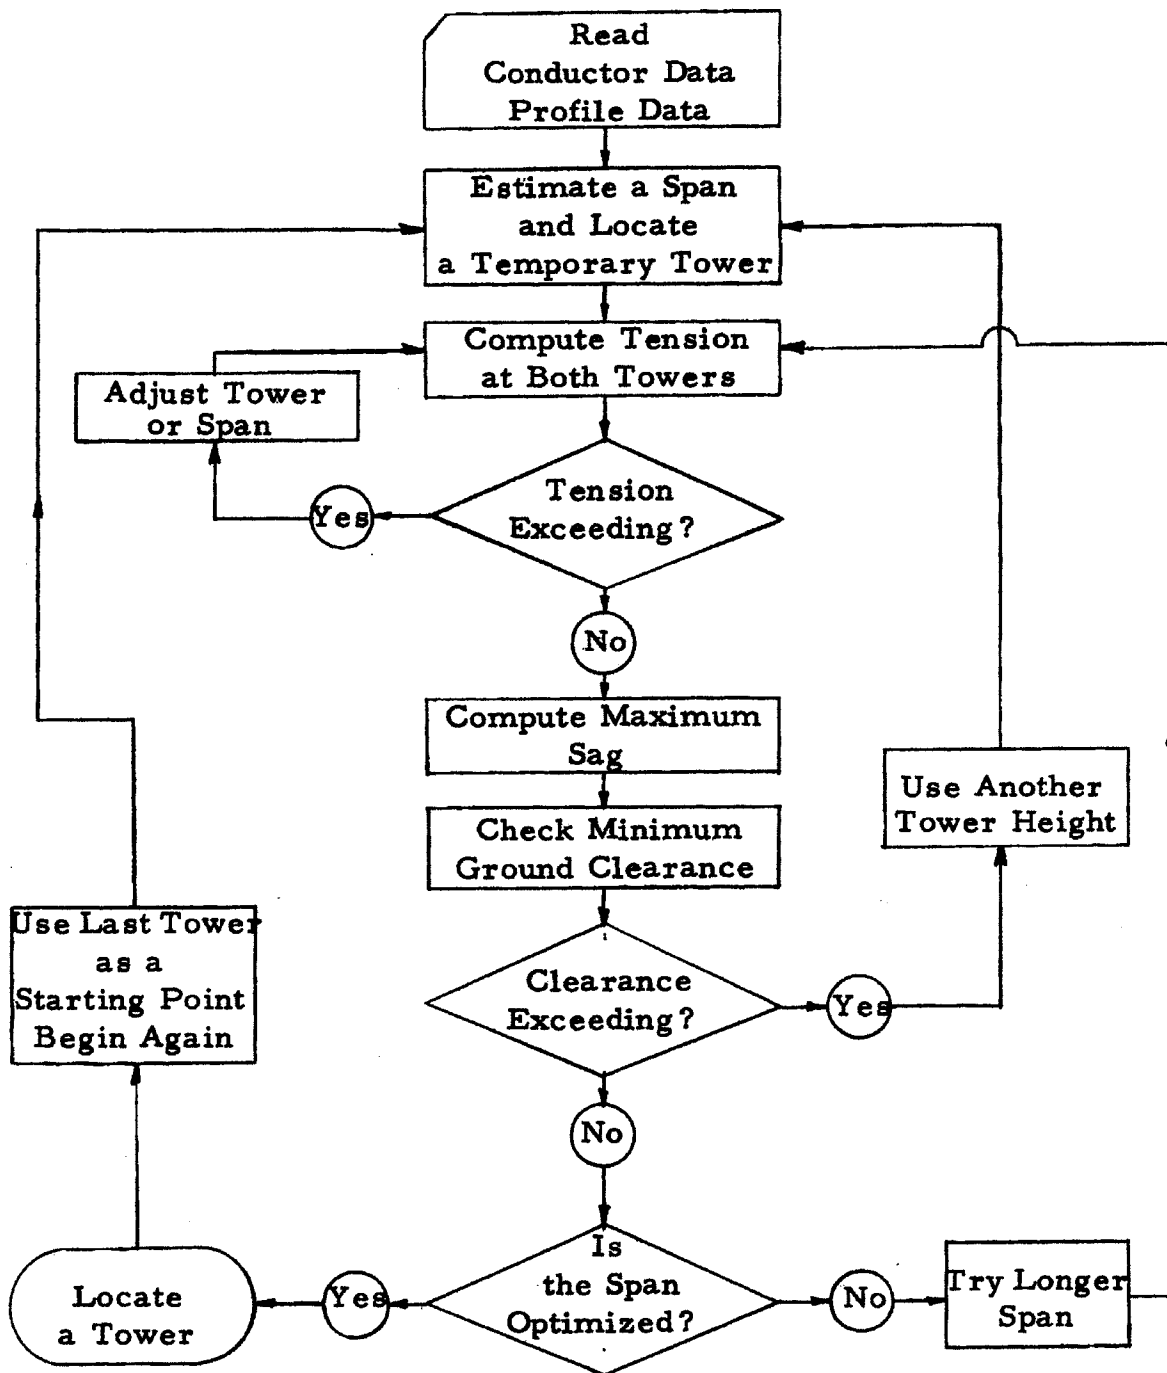 Read
Conductor Data
Profile Data
Estimate a Span
and Locate
a Temporary Tower
Compute Tension
at Both Towers
Adjust Tower
or Span
Tension
Exceeding?
Yes
No
Compute Maximum
Sag
Use Another
Tower Height
Check Minimum
Ground Clearance
Use Last Tower
as a
Starting Point
Begin Again
Clearance
Exceeding?
Yes
No
Is
the Span
Optimized?
Yes
No
Locate
a Tower
Try Longer
Span